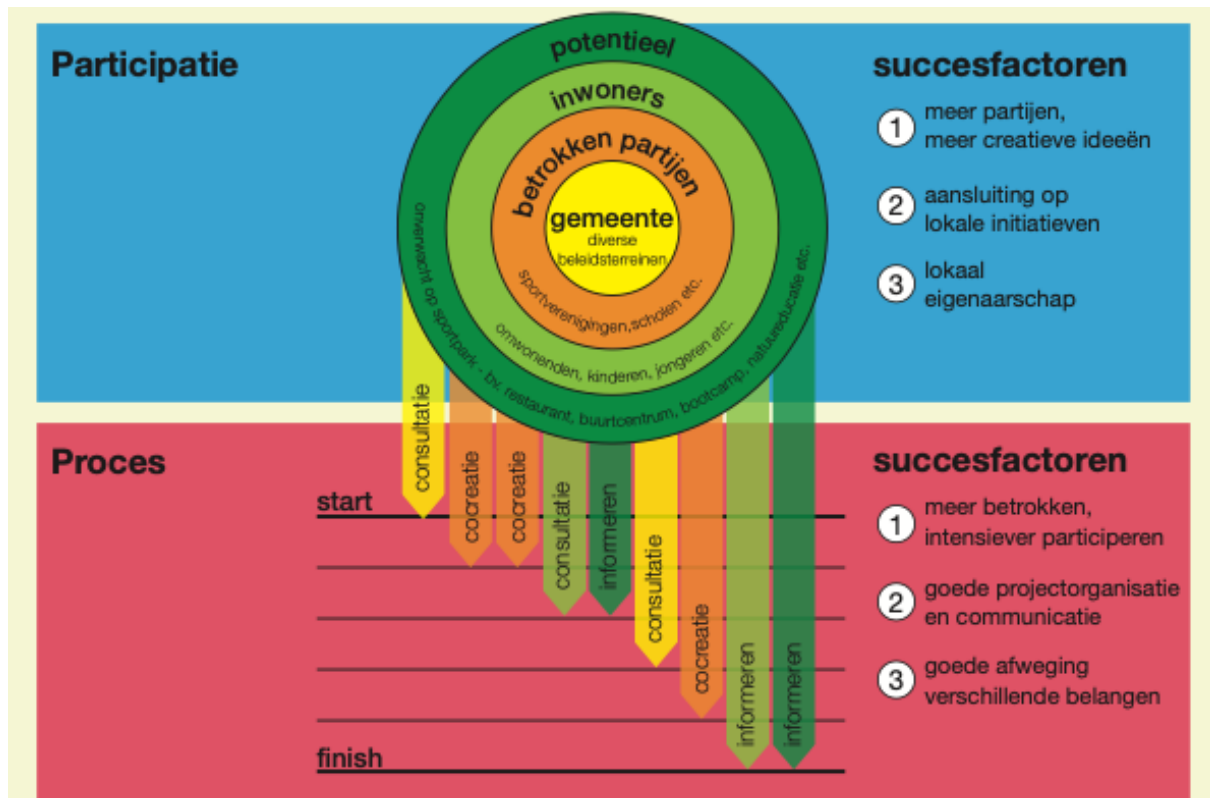 Participatie
potentieel
inwoners
betrokken partijen
gemeente
diverse
beleidsterreinen
sportverenigingen,scholen etc.
omwonenden, kinderen, jongeren etc.
onverwacht op sportpark - bv. restaurant, buurtcentrum, bootcamp, natuureducatie etc.
succesfactoren
1 meer partijen,
meer creatieve ideeën
2 aansluiting op
lokale initiatieven
3 lokaal
eigenaarschap
Proces
start
finish
consultatie
cocreatie
cocreatie
consultatie
informeren
consultatie
cocreatie
informeren
informeren
succesfactoren
1 meer betrokken,
intensiever participeren
2 goede projectorganisatie
en communicatie
3 goede afweging
verschillende belangen